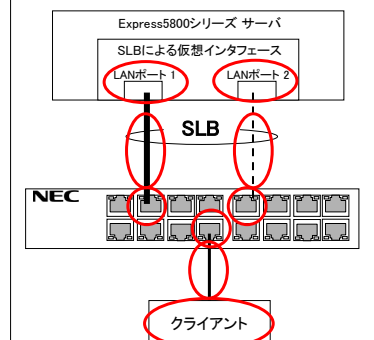 Express5800シリーズ サーバ
SLBによる仮想インタフェース
LANポート 1 LANポート 2
SLB
NEC
クライアント